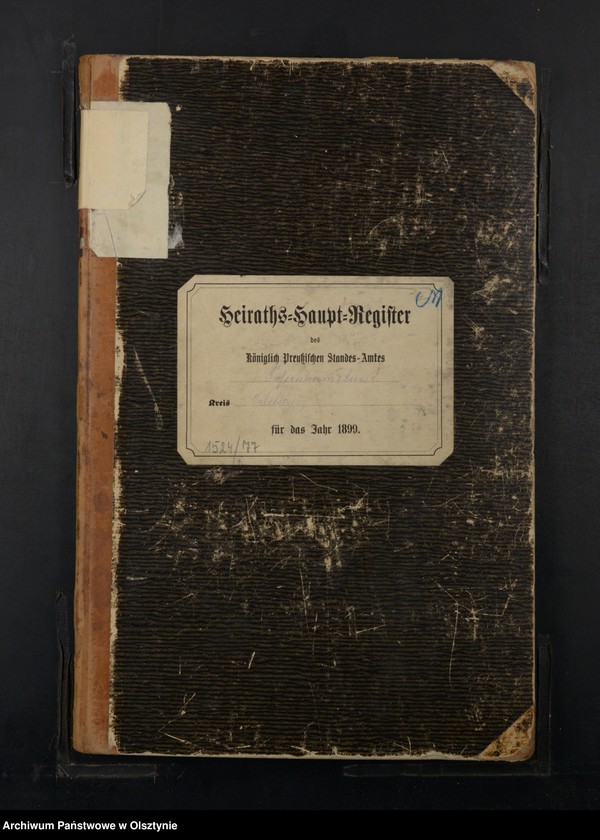 Heiraths-Haupt-Register
des
Königlich Preußischen Standes-Amtes
Kreis
für das Jahr 1899.
1524/77
Archiwum Państwowe w Olsztynie